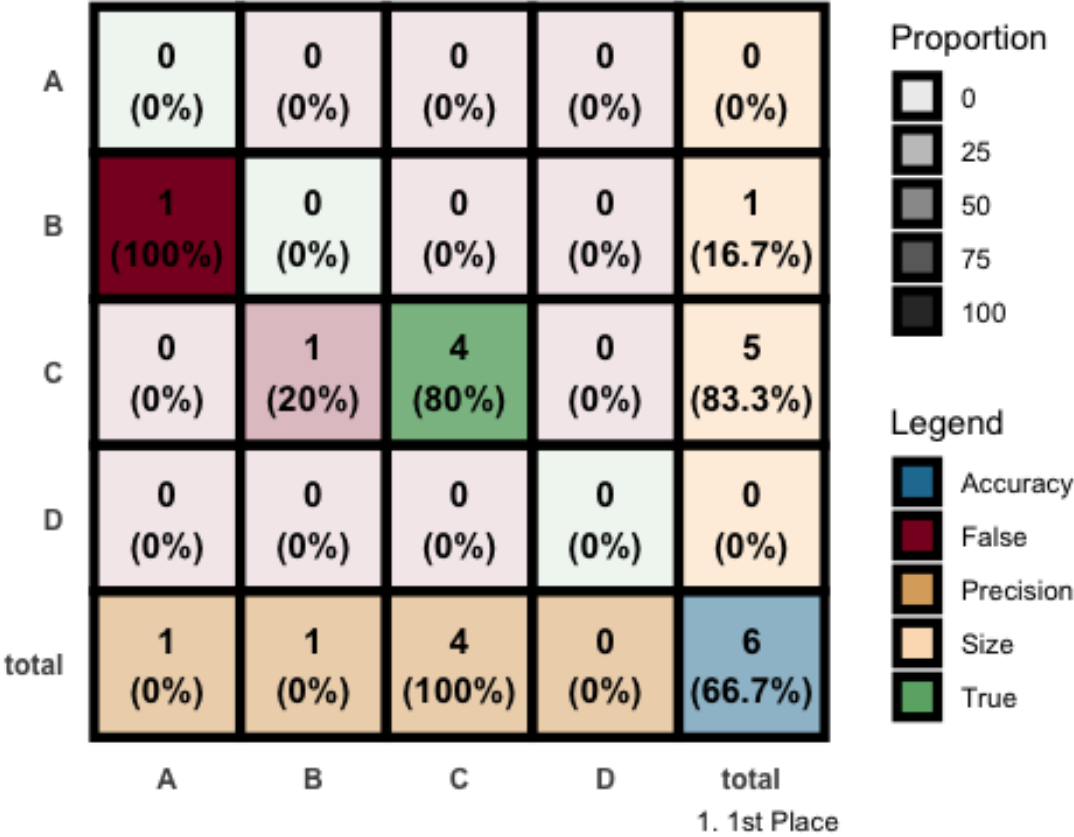 A
0 0 0 0 0
(0%) (0%) (0%) (0%) (0%)
B
1 0 0 0 1
(100%) (0%) (0%) (0%) (16.7%)
C
0 1 4 0 5
(0%) (20%) (80%) (0%) (83.3%)
D
0 0 0 0 0
(0%) (0%) (0%) (0%) (0%)
total
1 1 4 0 6
(0%) (0%) (100%) (0%) (66.7%)
A B C D total
1. 1st Place
Proportion
0
25
50
75
100
Legend
Accuracy
False
Precision
Size
True